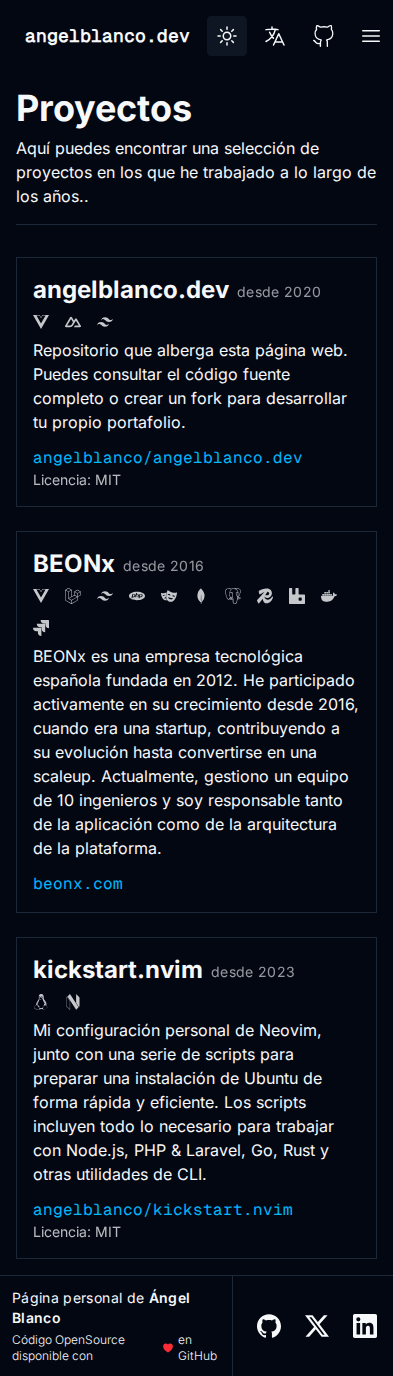 angelblanco.dev
Proyectos
Aquí puedes encontrar una selección de
proyectos en los que he trabajado a lo largo de
los años..
angelblanco.dev desde 2020
Repositorio que alberga esta página web.
Puedes consultar el código fuente
completo o crear un fork para desarrollar
tu propio portafolio.
angelblanco/angelblanco.dev
Licencia: MIT
BEONx desde 2016
php
BEONx es una empresa tecnológica
española fundada en 2012. He participado
activamente en su crecimiento desde 2016,
cuando era una startup, contribuyendo a
su evolución hasta convertirse en una
scaleup. Actualmente, gestiono un equipo
de 10 ingenieros y soy responsable tanto
de la aplicación como de la arquitectura
de la plataforma.
beonx.com
kickstart.nvim desde 2023
Mi configuración personal de Neovim,
junto con una serie de scripts para
preparar una instalación de Ubuntu de
forma rápida y eficiente. Los scripts
incluyen todo lo necesario para trabajar
con Node.js, PHP & Laravel, Go, Rust y
otras utilidades de CLI.
angelblanco/kickstart.nvim
Licencia: MIT
Página personal de Ángel
Blanco
Código OpenSource
disponible con
en
GitHub